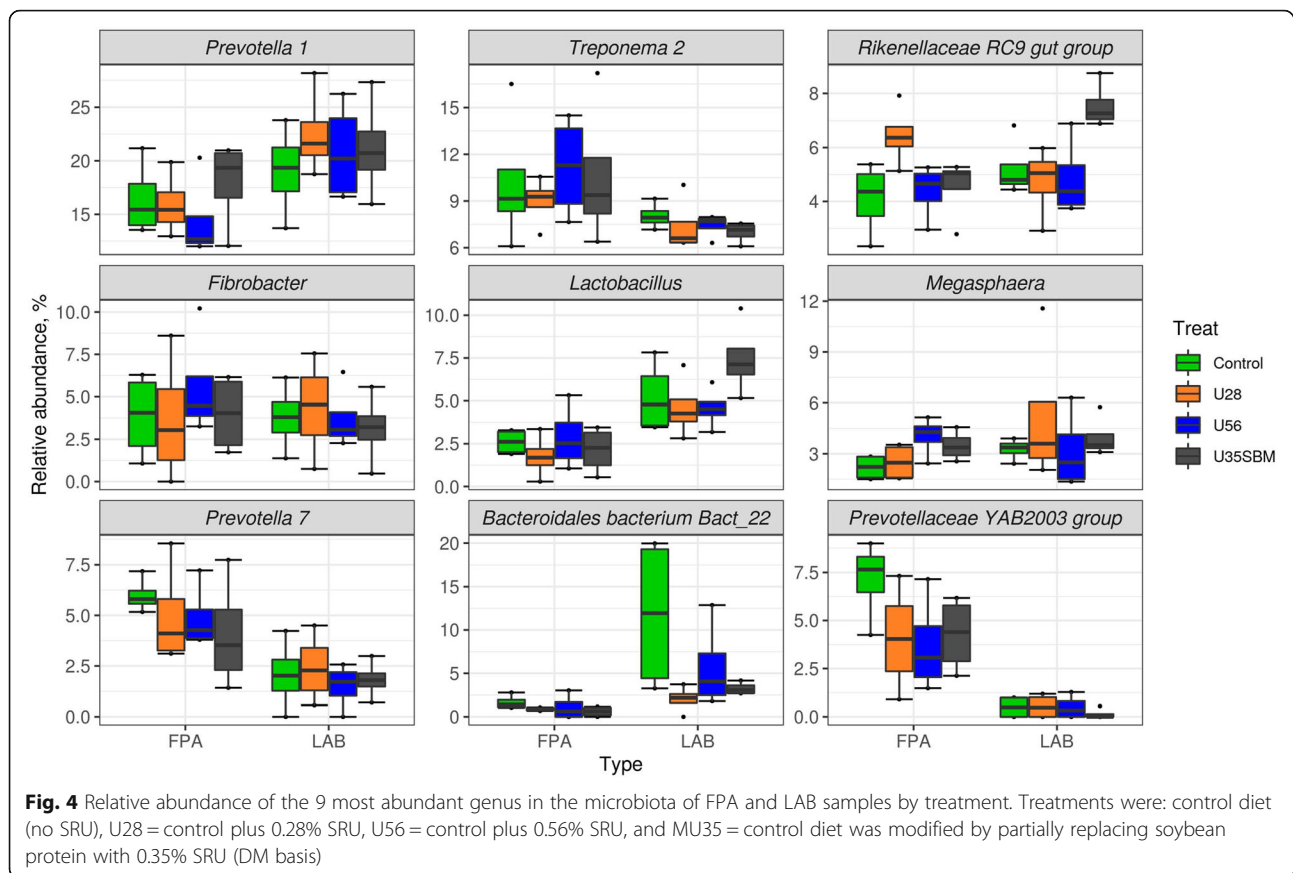 Prevotella 1
Treponema 2
Rikenellaceae RC9 gut group
25
20
15
15
12
9
6
8
6
4
Fibrobacter
Lactobacillus
Megasphaera
10.0
7.5
5.0
2.5
0.0
10.0
7.5
5.0
2.5
0.0
12
9
6
3
Prevotella 7
Bacteroidales bacterium Bact_22
Prevotellaceae YAB2003 group
7.5
5.0
2.5
0.0
20
15
10
5
0
7.5
5.0
2.5
0.0
FPA
LAB
FPA
LAB
FPA
LAB
Type
Relative abundance, %
Treat
Control
U28
U56
U35SBM
Fig. 4 Relative abundance of the 9 most abundant genus in the microbiota of FPA and LAB samples by treatment. Treatments were: control diet
(no SRU), U28 = control plus 0.28% SRU, U56 = control plus 0.56% SRU, and MU35 = control diet was modified by partially replacing soybean
protein with 0.35% SRU (DM basis)